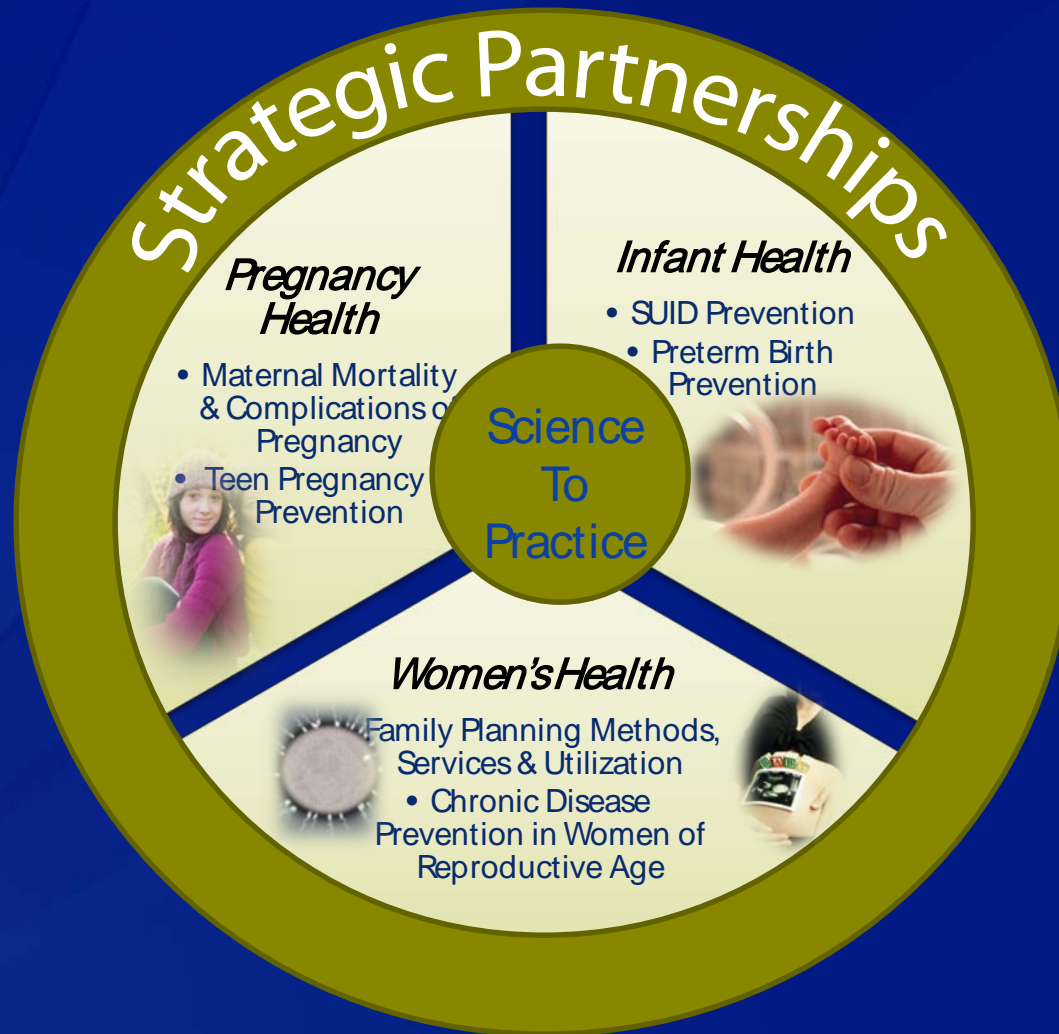 Strategic Partnerships
Pregnancy
Health
• Maternal Mortality
& Complications of
Pregnancy
• Teen Pregnancy
Prevention
Infant Health
• SUID Prevention
• Preterm Birth
Prevention
Science
To
Practice
Women's Health
Family Planning Methods,
Services & Utilization
• Chronic Disease
Prevention in Women of
Reproductive Age